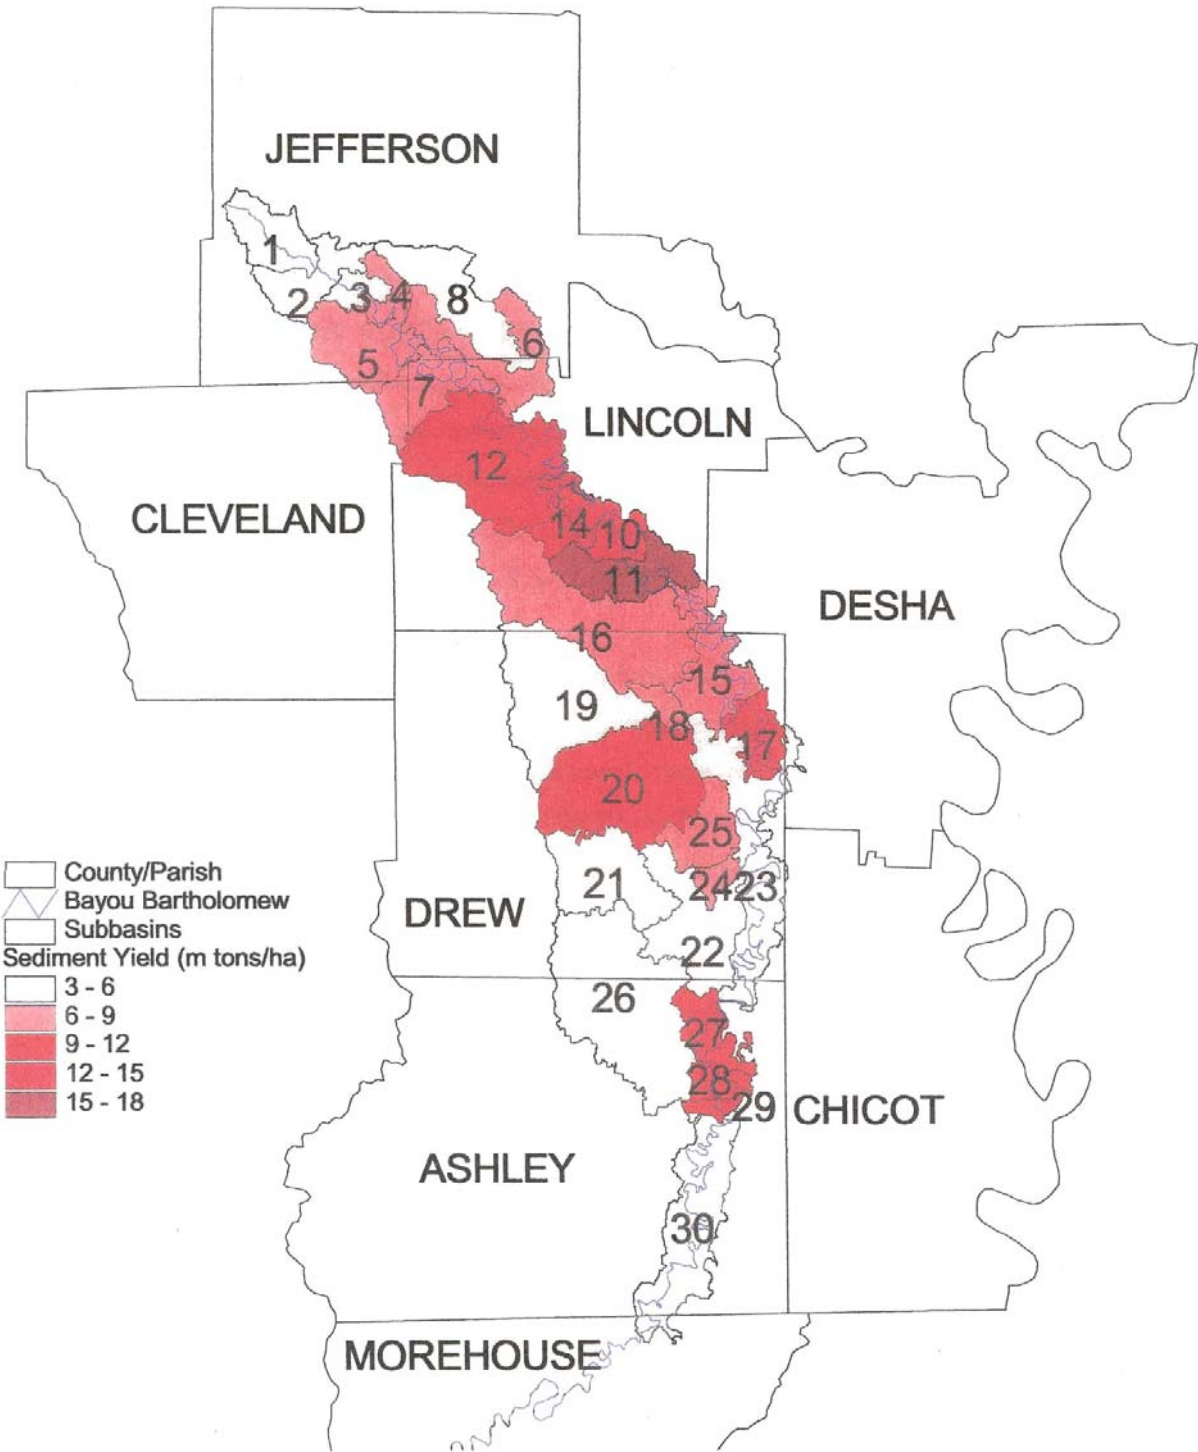 JEFFERSON
1
2
3
4
8
6
5
7
LINCOLN
12
CLEVELAND
14
10
11
DESHA
16
15
19
18
17
20
25
21
24
23
DREW
22
26
27
28
29
CHICOT
ASHLEY
30
MOREHOUSE
County/Parish
Bayou Bartholomew
Subbasins
Sediment Yield (m tons/ha)
3 - 6
6 - 9
9 - 12
12 - 15
15 - 18